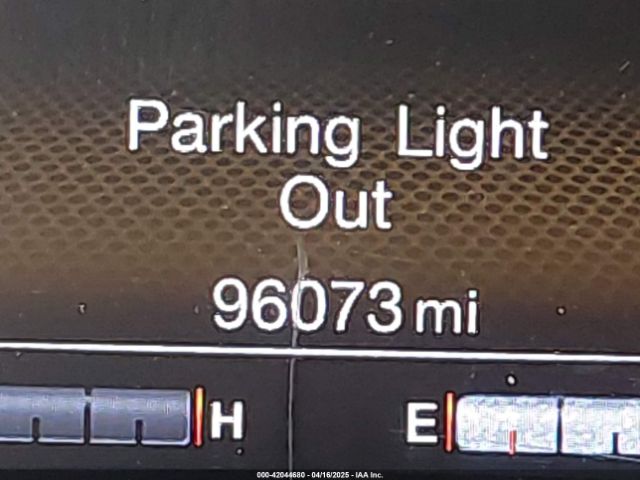 Parking Light
Out
96073 mi
H E
000-42044680 - 04/16/2025 - IAA Inc.